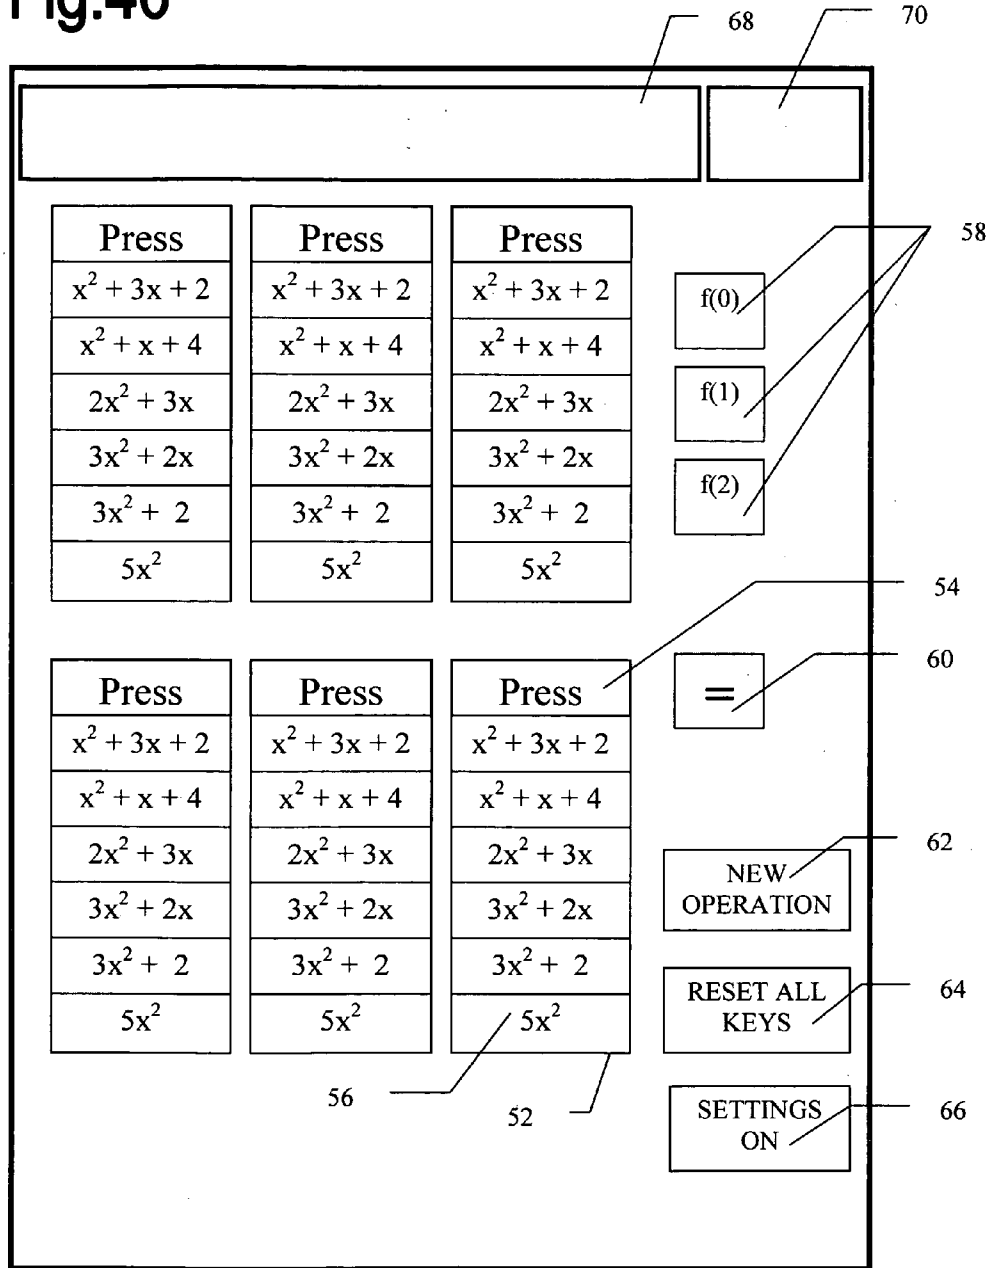 68
70
Press Press Press
x² + 3x + 2 x² + 3x + 2 x² + 3x + 2
58
f(0)
x² + x + 4 x² + x + 4 x² + x + 4
2x² + 3x 2x² + 3x 2x² + 3x
f(1)
3x² + 2x 3x² + 2x 3x² + 2x
f(2)
3x² + 2 3x² + 2 3x² + 2
5x² 5x² 5x²
54
60
Press Press Press
=
x² + 3x + 2 x² + 3x + 2 x² + 3x + 2
x² + x + 4 x² + x + 4 x² + x + 4
2x² + 3x 2x² + 3x 2x² + 3x
62
NEW
OPERATION
3x² + 2x 3x² + 2x 3x² + 2x
3x² + 2 3x² + 2 3x² + 2
RESET ALL
KEYS
64
5x² 5x² 5x²
56
52
SETTINGS
ON
66